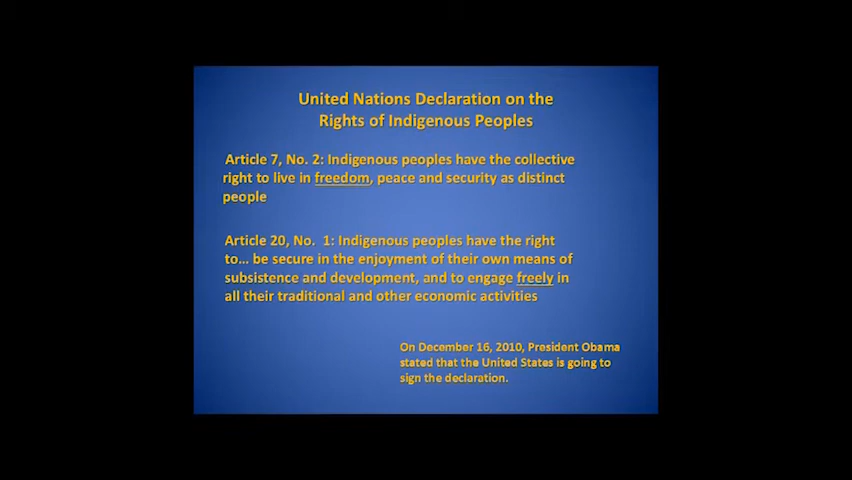 United Nations Declaration on the
Rights of Indigenous Peoples
Article 7, No. 2: Indigenous peoples have the collective
right to live in freedom, peace and security as distinct
people
Article 20, No. 1: Indigenous peoples have the right
to... be secure in the enjoyment of their own means of
subsistence and development, and to engage freely in
all their traditional and other economic activities
On December 16, 2010, President Obama
stated that the United States is going to
sign the declaration.